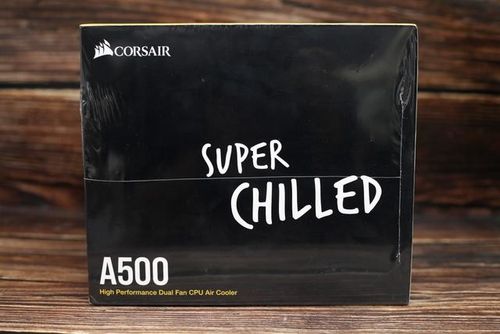 CORSAIR
SUPER
CHILLED
A500
High Performance Dual Fan CPU Air Cooler